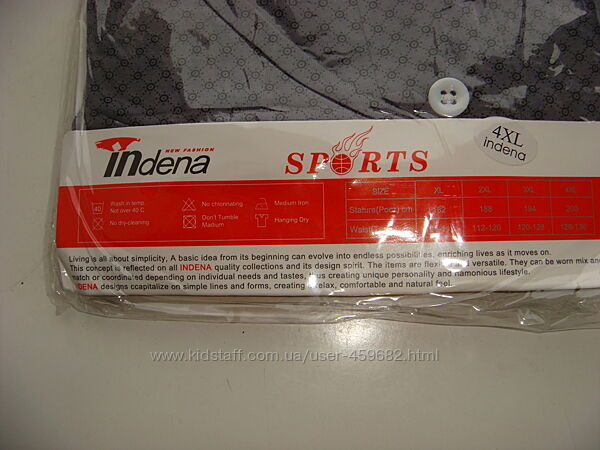 4XL
indena
NEW FASHION
indena
SPORTS
40 Wash in temp. Not over 40 C
No chlorinating
Medium Iron
No dry-cleaning
Don't Tumble Medium
Hanging Dry
SIZE XL 2XL 3XL 4XL
Stature(Рост) cm 182 188 194 200
112-120 120-128 128-136
Living is all about simplicity, A basic idea from its beginning can evolve into endless possibilities, enriching lives as it moves on.
This concept is reflected on all INDENA quality collections and its design spirit. The items are flexible and versatile. They can be worn mix and
match or coordinated depending on individual needs and tastes, thus creating unique personality and hamonious lifestyle.
INDENA designs ccapitalize on simple lines and forms, creating a relax, comfortable and natural feel.
www.kidstaff.com.ua/user-459682.html